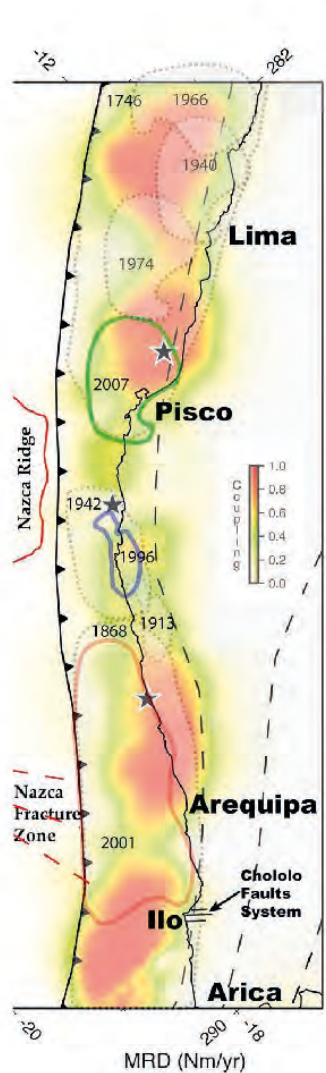 -12
282
1746
1966
1940
Lima
1974
2007
Pisco
Nazca Ridge
1942
Coupling
1.0
0.8
0.6
0.4
0.2
0.0
1996
1913
1868
Nazca
Fracture
Zone
Arequipa
2001
Chololo
Faults
System
Ilo
Arica
-20
290
-18
MRD (Nm/yr)